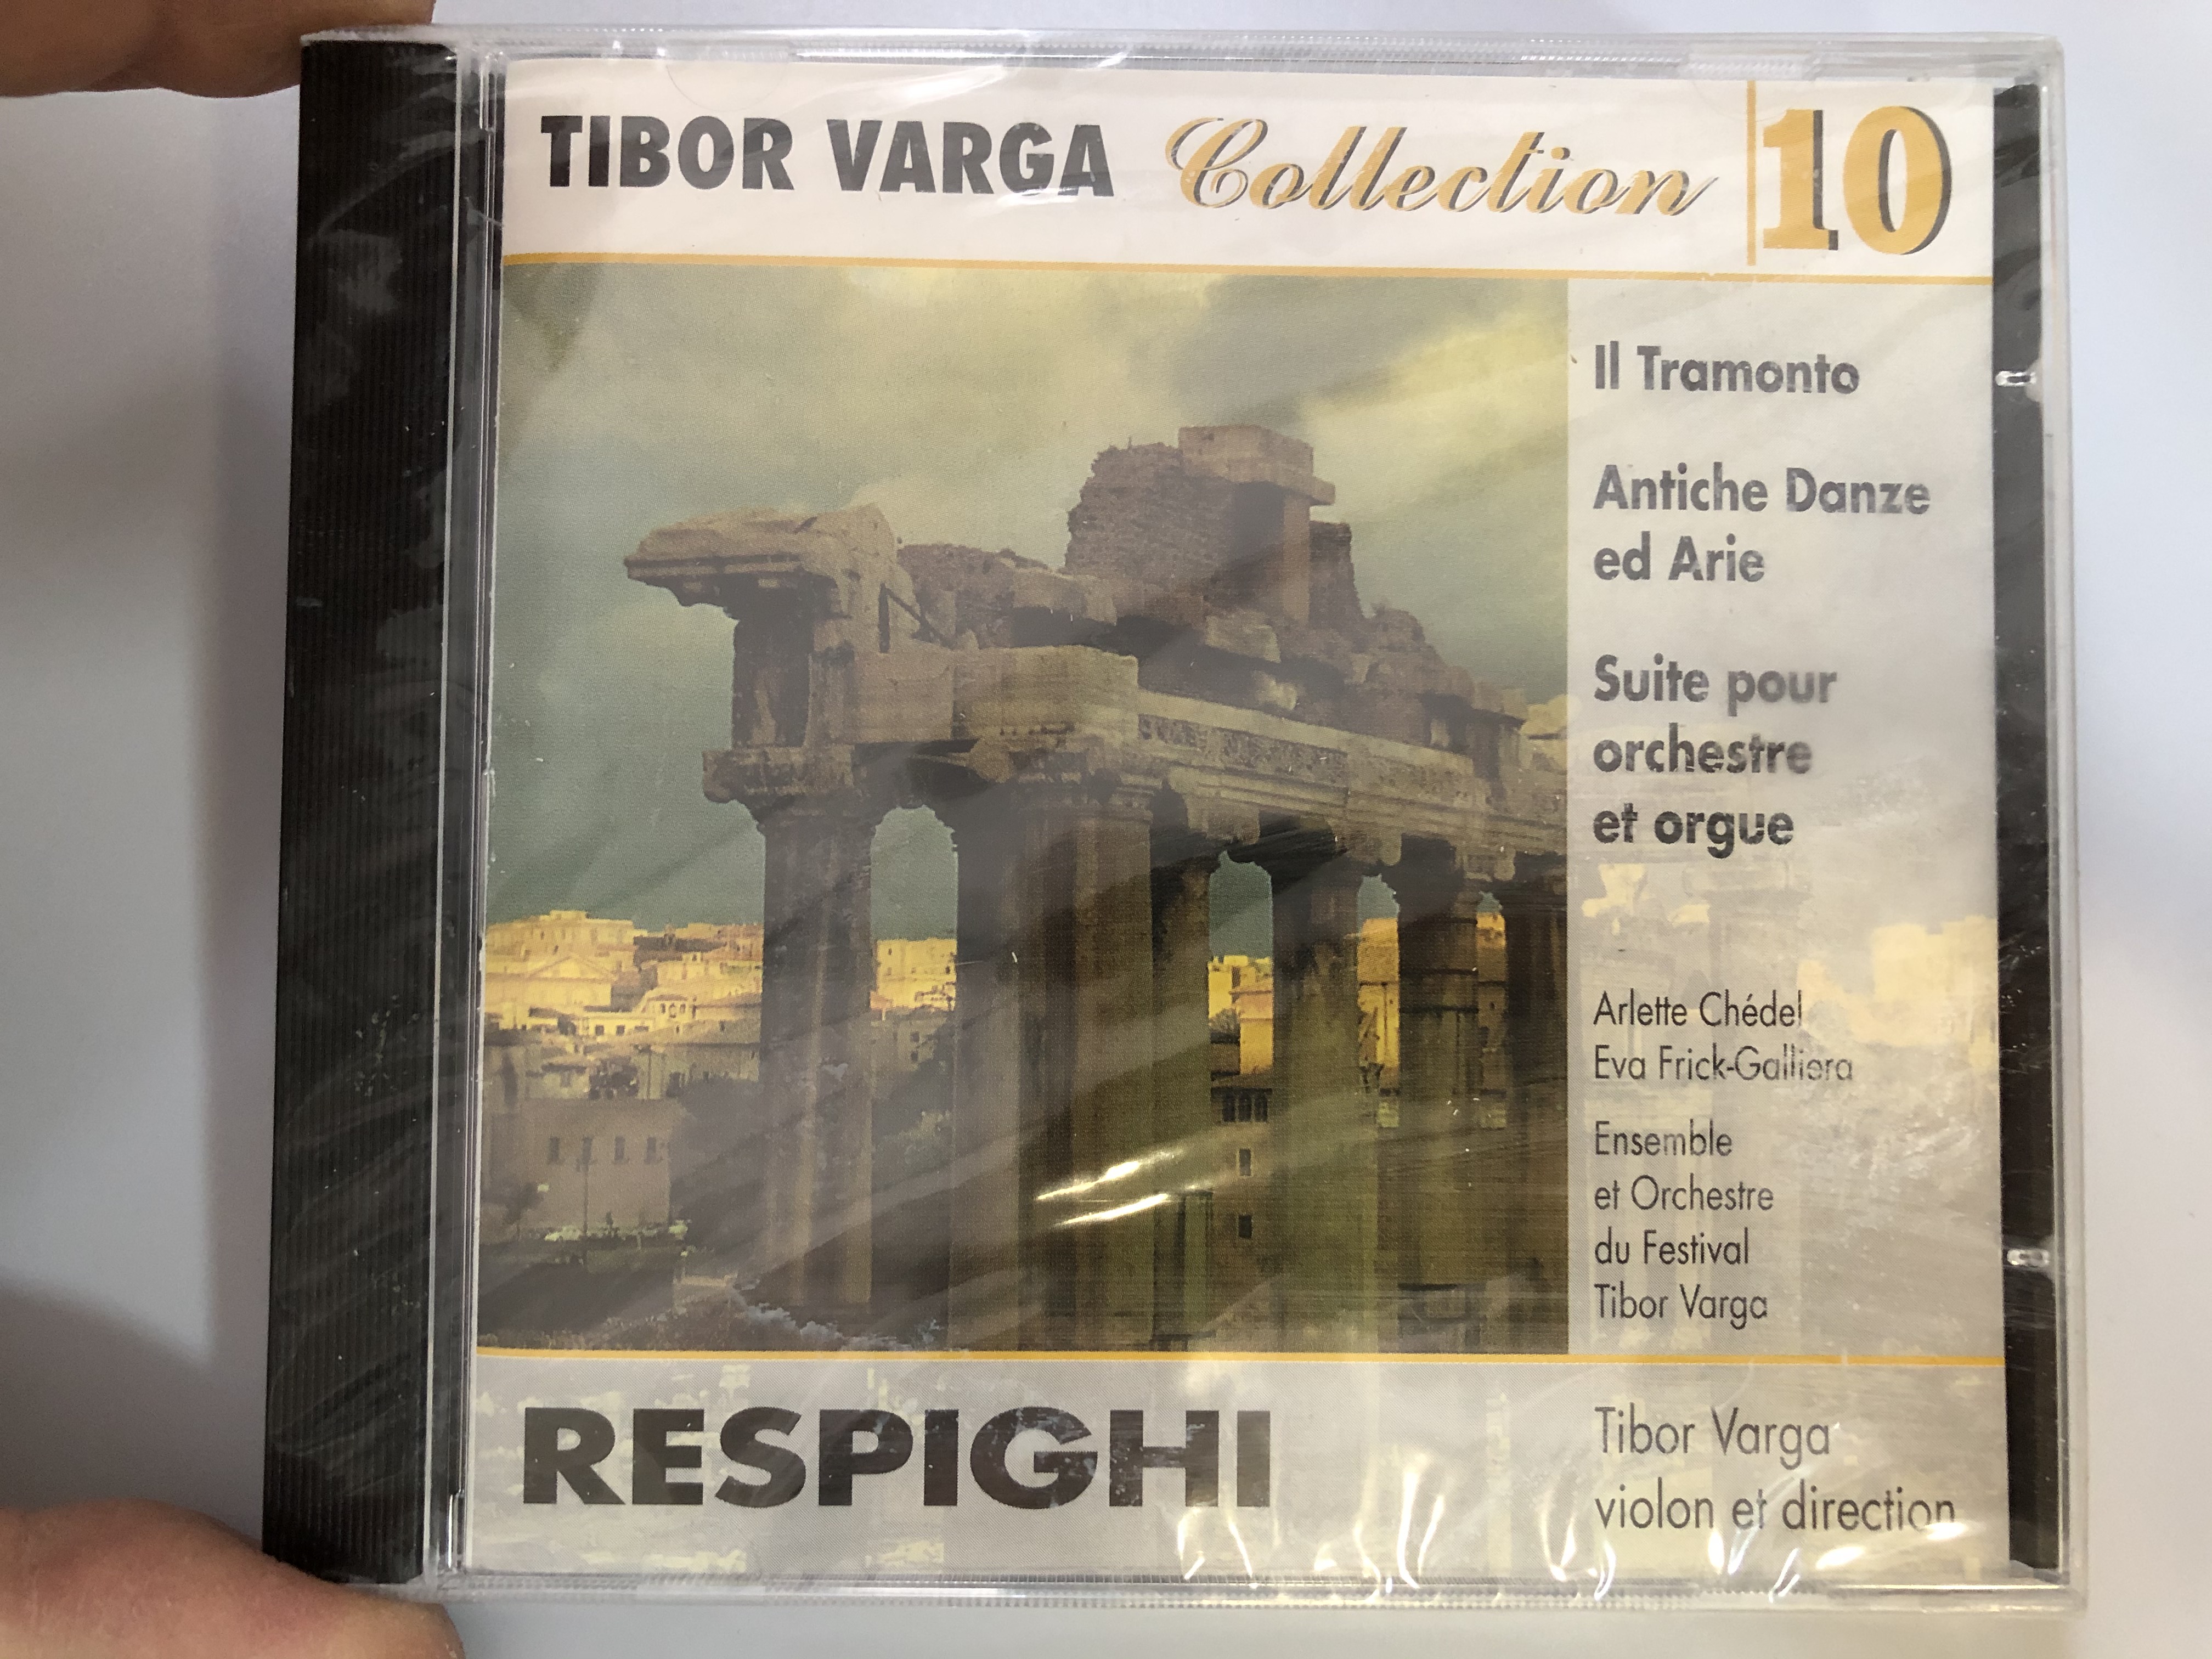 TIBOR VARGA Collection 10
Il Tramonto
Antiche Danze
ed Arie
Suite pour
orchestre
et orgue
Arlette Chédel
Eva Frick-Galliera
Ensemble
et Orchestre
du Festival
Tibor Varga
RESPIGHI
Tibor Varga
violon et direction